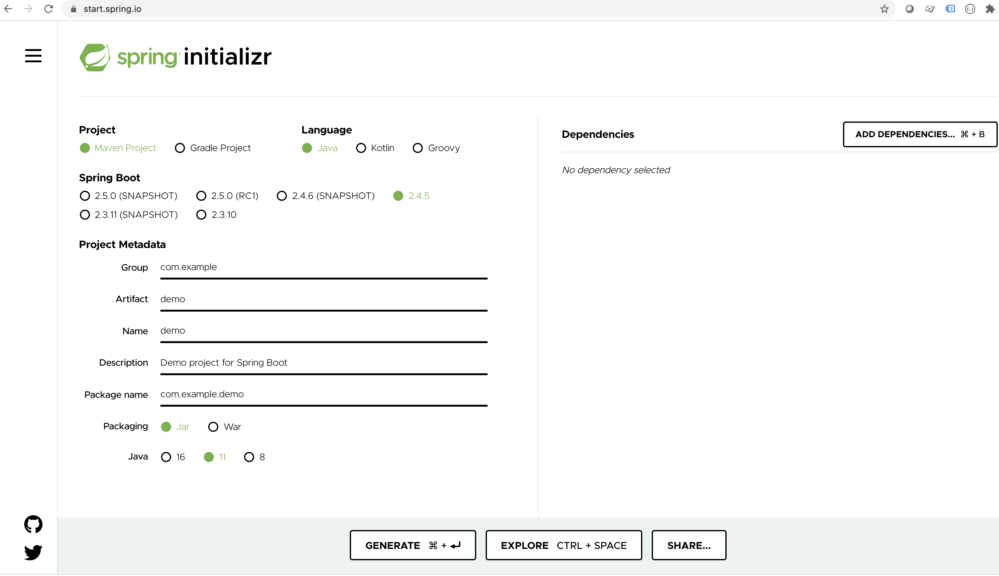 start.spring.io
3
{...}
spring® initializr
Project
Maven Project Gradle Project
Language
Java Kotlin Groovy
Spring Boot
2.5.0 (SNAPSHOT) 2.5.0 (RC1) 2.4.6 (SNAPSHOT) 2.4.5
2.3.11 (SNAPSHOT) 2.3.10
Project Metadata
Group com.example
Artifact demo
Name demo
Description Demo project for Spring Boot
Package name com.example.demo
Packaging Jar War
Java 16 11 8
Dependencies
ADD DEPENDENCIES... ⌘ + B
No dependency selected
GENERATE ⌘ + ↵
EXPLORE CTRL + SPACE
SHARE...